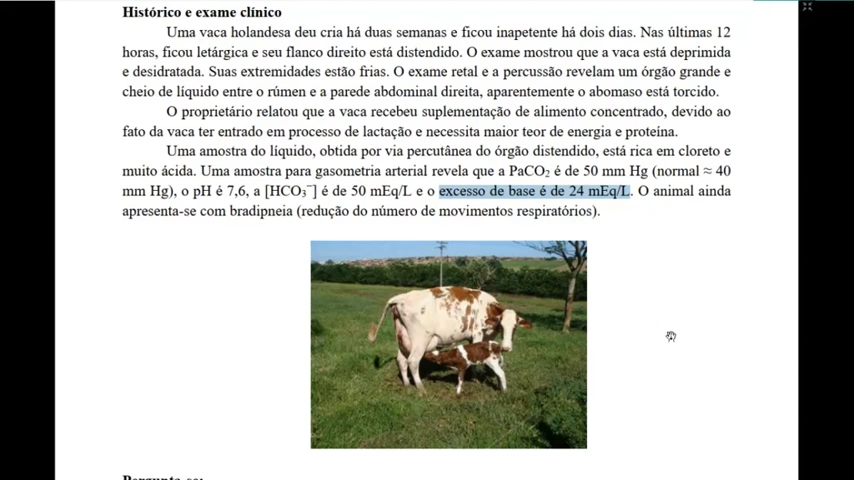 Histórico e exame clínico
Uma vaca holandesa deu cria há duas semanas e ficou inapetente há dois dias. Nas últimas 12
horas, ficou letárgica e seu flanco direito está distendido. O exame mostrou que a vaca está deprimida
e desidratada. Suas extremidades estão frias. O exame retal e a percussão revelam um órgão grande e
cheio de líquido entre o rúmen e a parede abdominal direita, aparentemente o abomaso está torcido.
O proprietário relatou que a vaca recebeu suplementação de alimento concentrado, devido ao
fato da vaca ter entrado em processo de lactação e necessita maior teor de energia e proteína.
Uma amostra do líquido, obtida por via percutânea do órgão distendido, está rica em cloreto e
muito ácida. Uma amostra para gasometria arterial revela que a PaCO₂ é de 50 mm Hg (normal ≈ 40
mm Hg), o pH é 7,6, a [HCO₃⁻] é de 50 mEq/L e o excesso de base é de 24 mEq/L. O animal ainda
apresenta-se com bradipneia (redução do número de movimentos respiratórios).